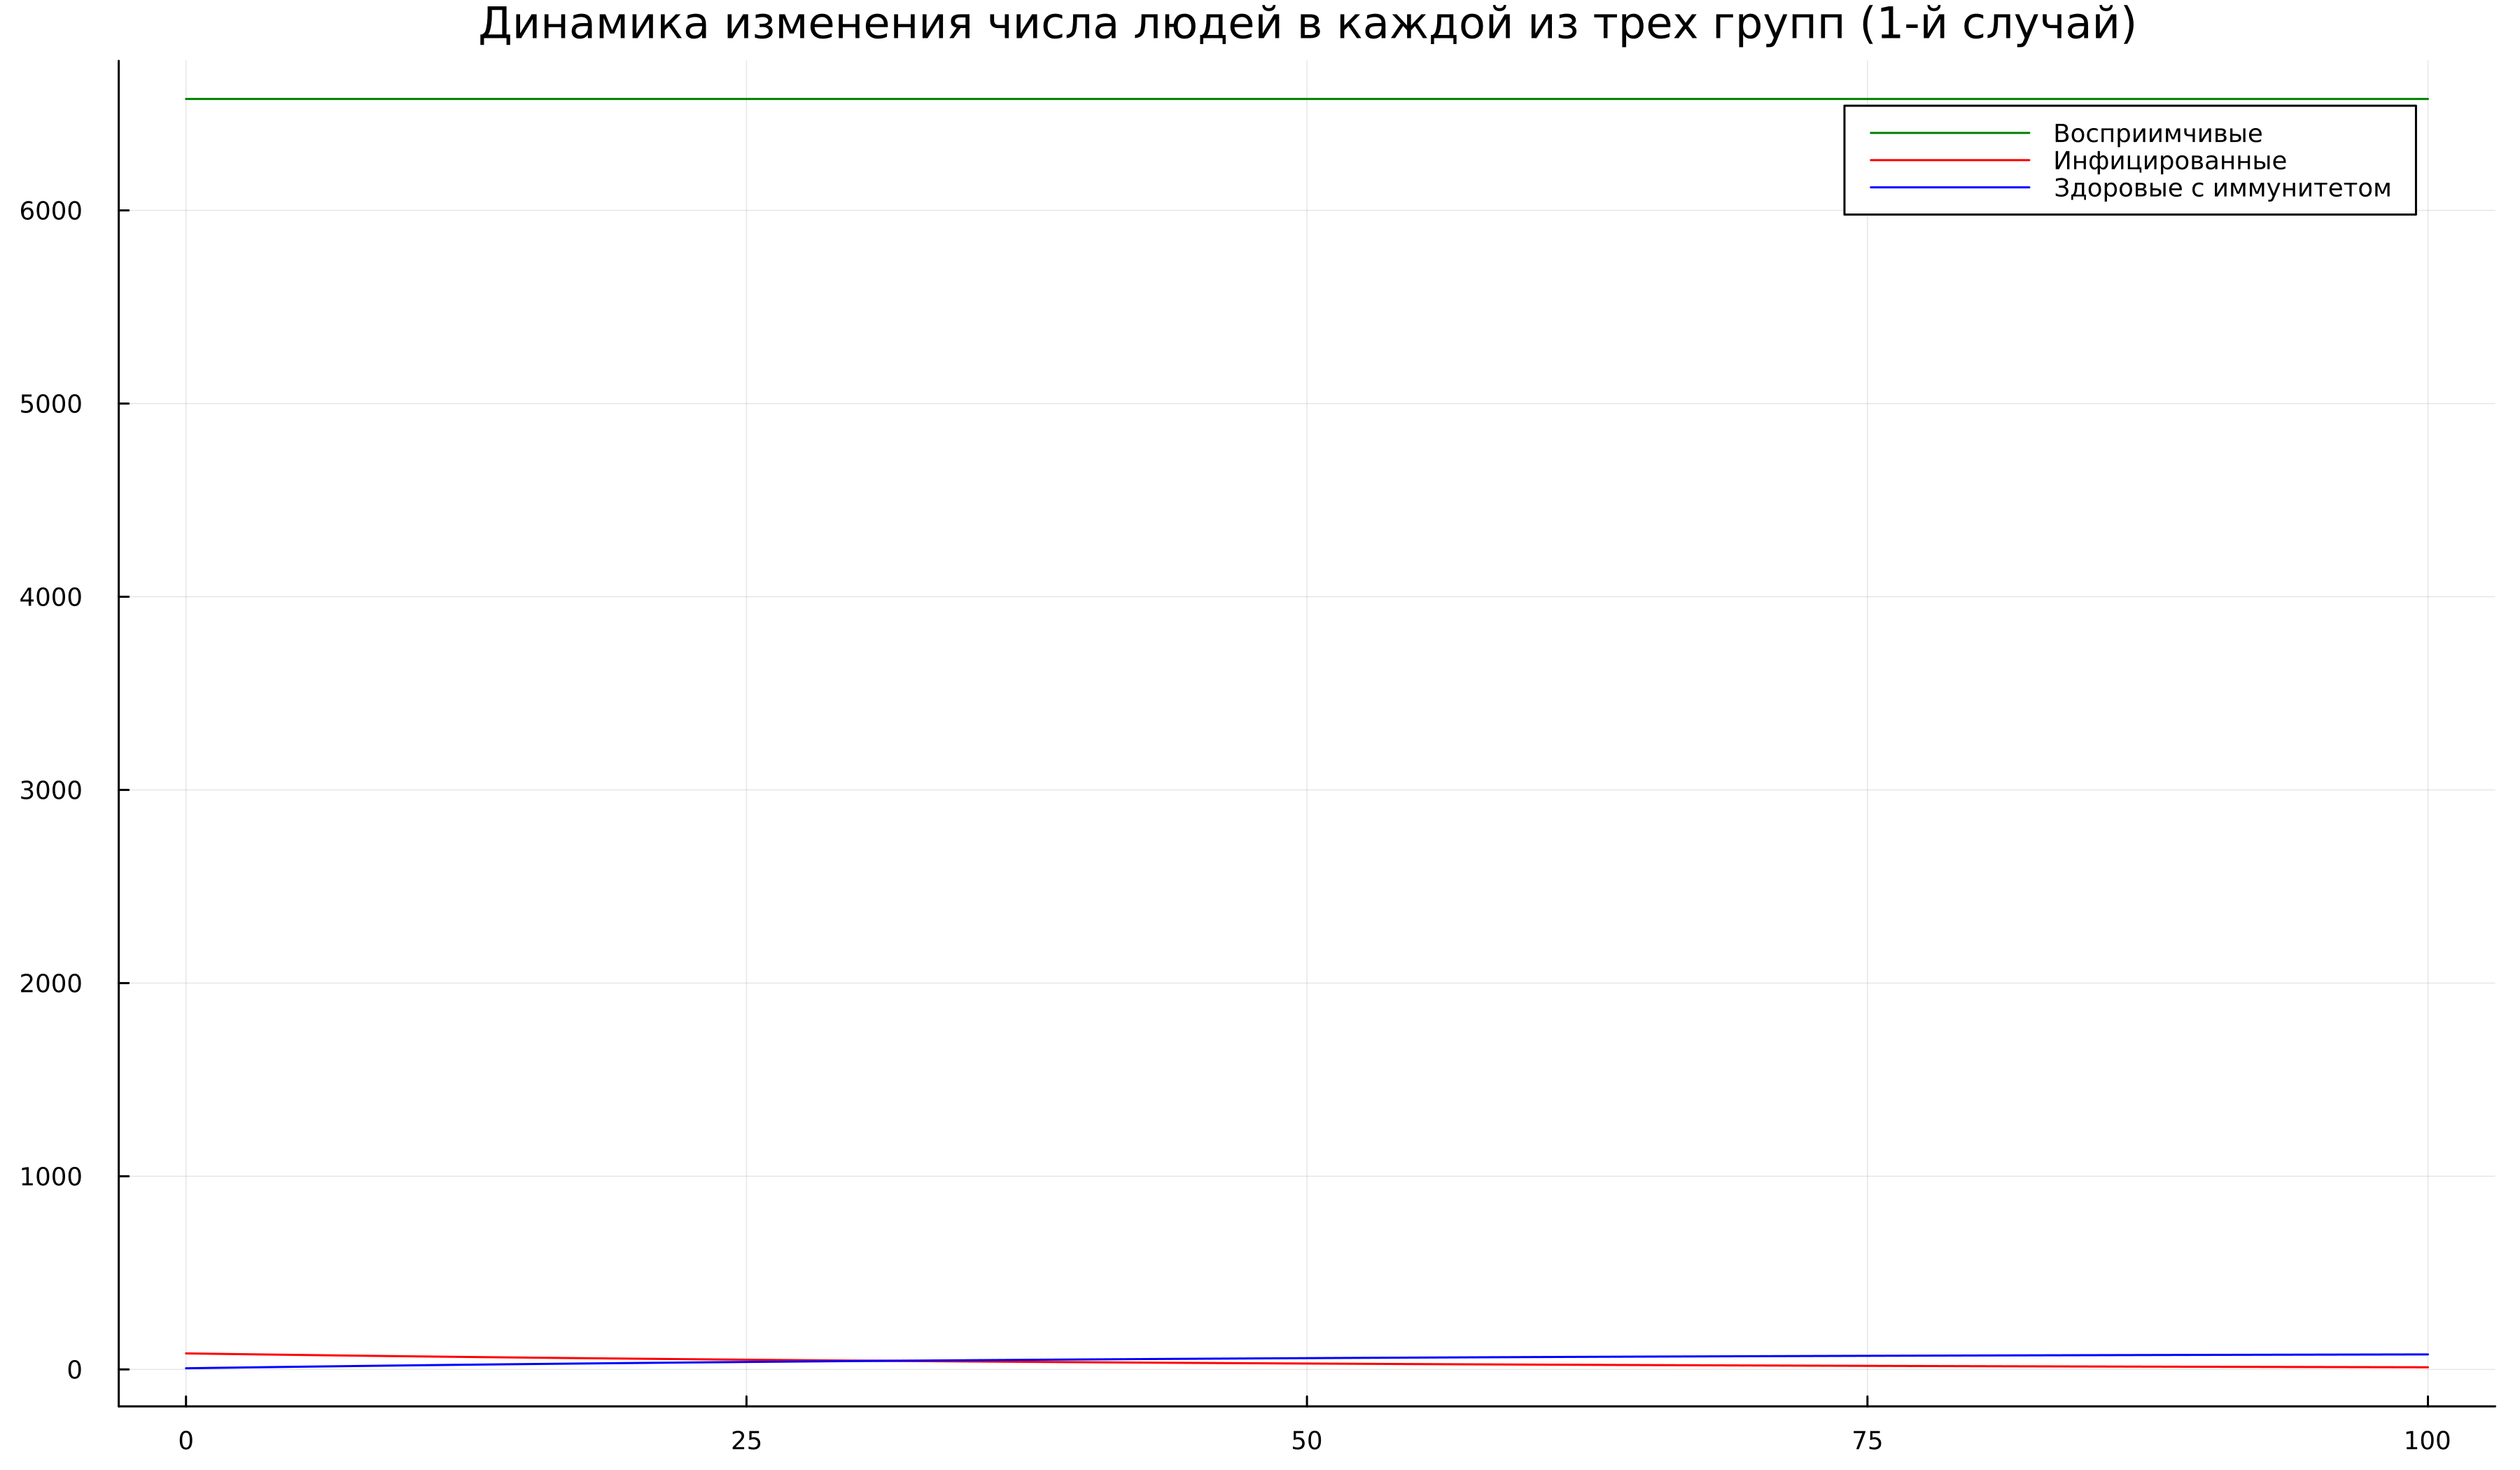 Динамика изменения числа людей в каждой из трех групп (1-й случай)
Восприимчивые
Инфицированные
Здоровые с иммунитетом
6000
5000
4000
3000
2000
1000
0
0 25 50 75 100